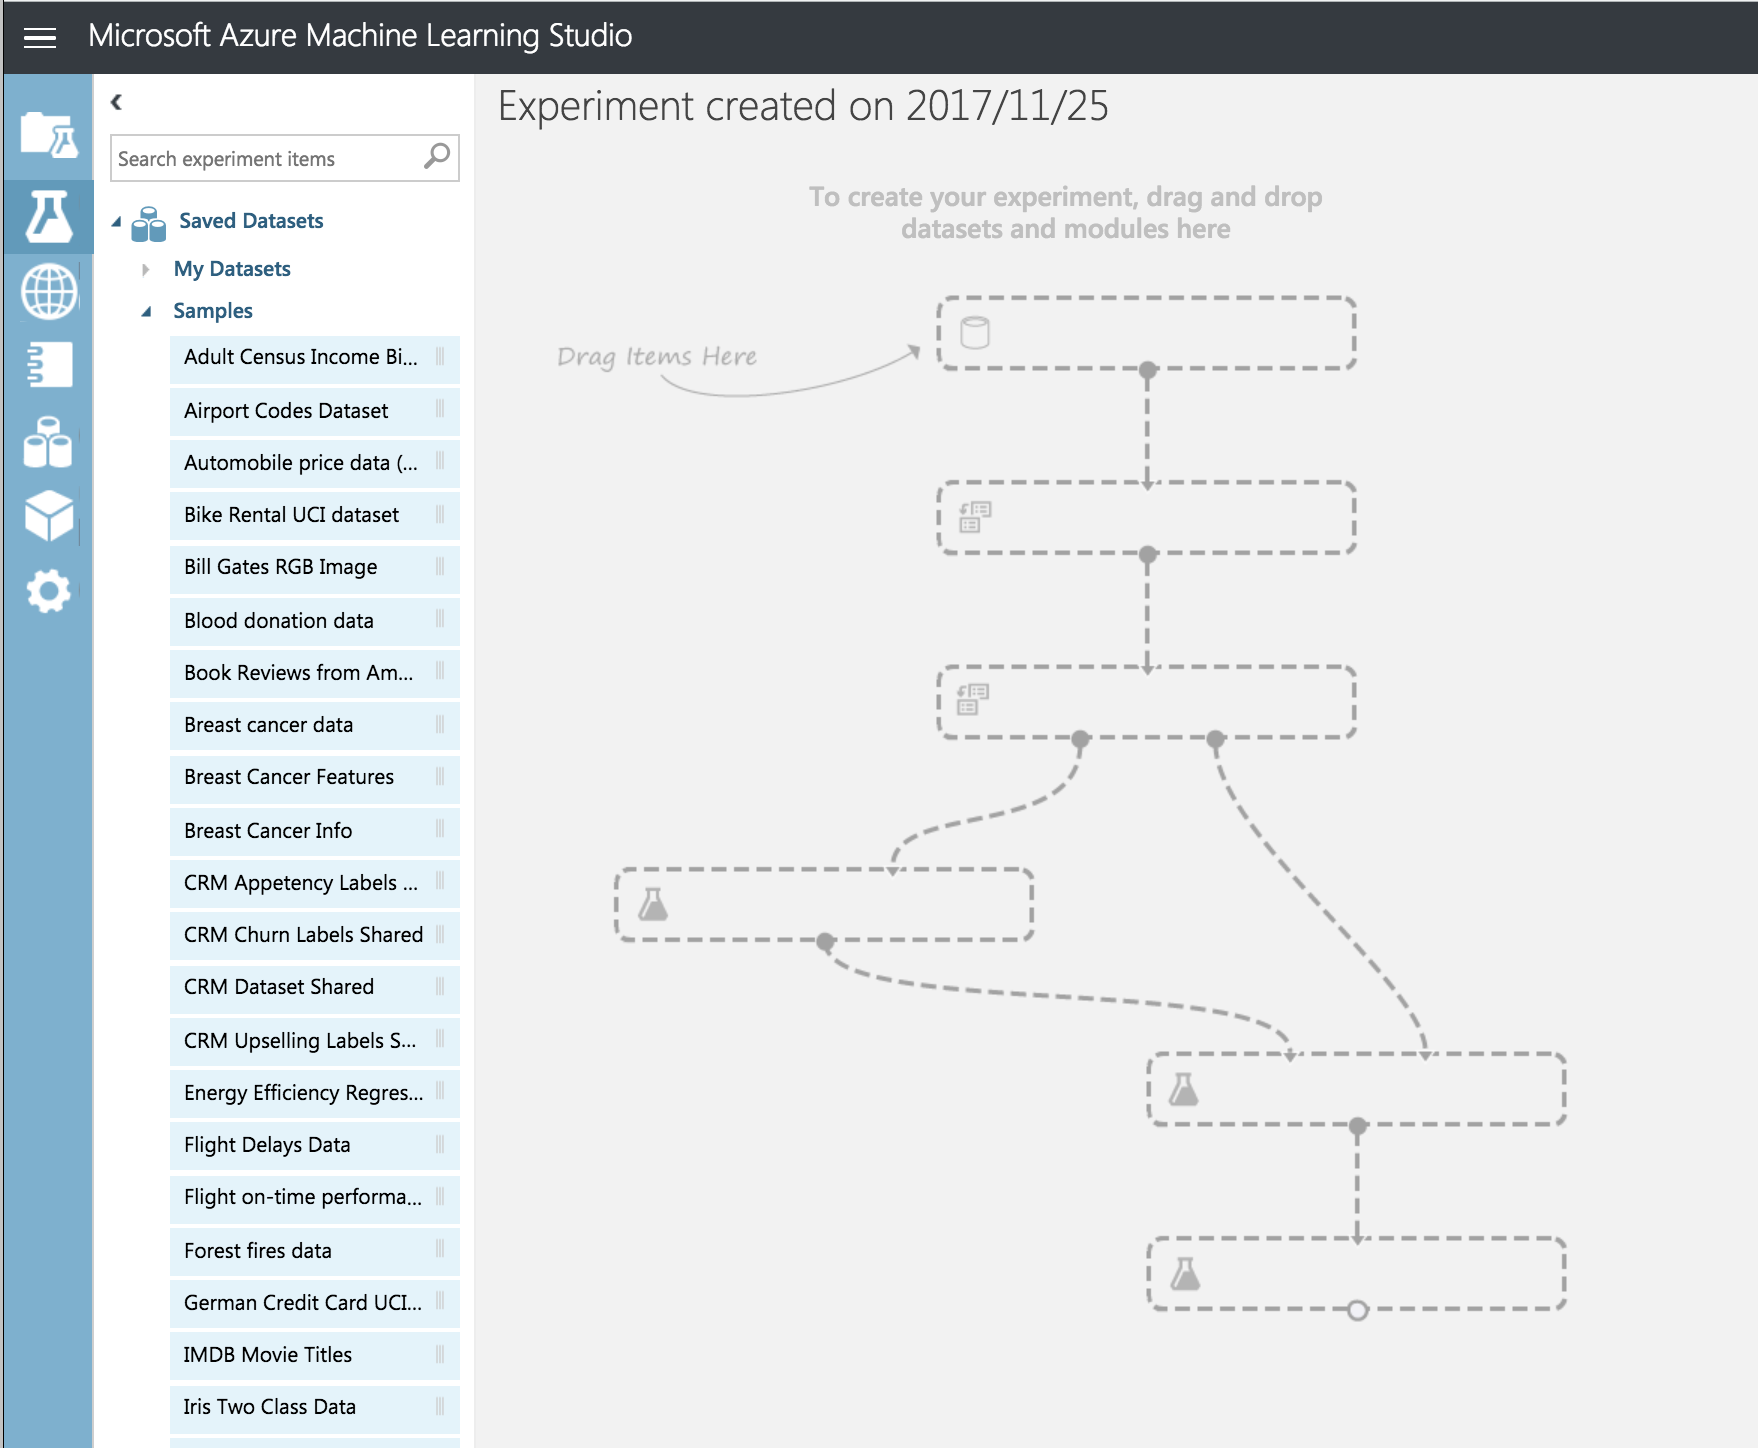 Microsoft Azure Machine Learning Studio
Experiment created on 2017/11/25
Search experiment items
Saved Datasets
My Datasets
Samples
Adult Census Income Bi...
Airport Codes Dataset
Automobile price data (...
Bike Rental UCI dataset
Bill Gates RGB Image
Blood donation data
Book Reviews from Am...
Breast cancer data
Breast Cancer Features
Breast Cancer Info
CRM Appetency Labels ...
CRM Churn Labels Shared
CRM Dataset Shared
CRM Upselling Labels S...
Energy Efficiency Regres...
Flight Delays Data
Flight on-time performa...
Forest fires data
German Credit Card UCI...
IMDB Movie Titles
Iris Two Class Data
To create your experiment, drag and drop
datasets and modules here
Drag Items Here